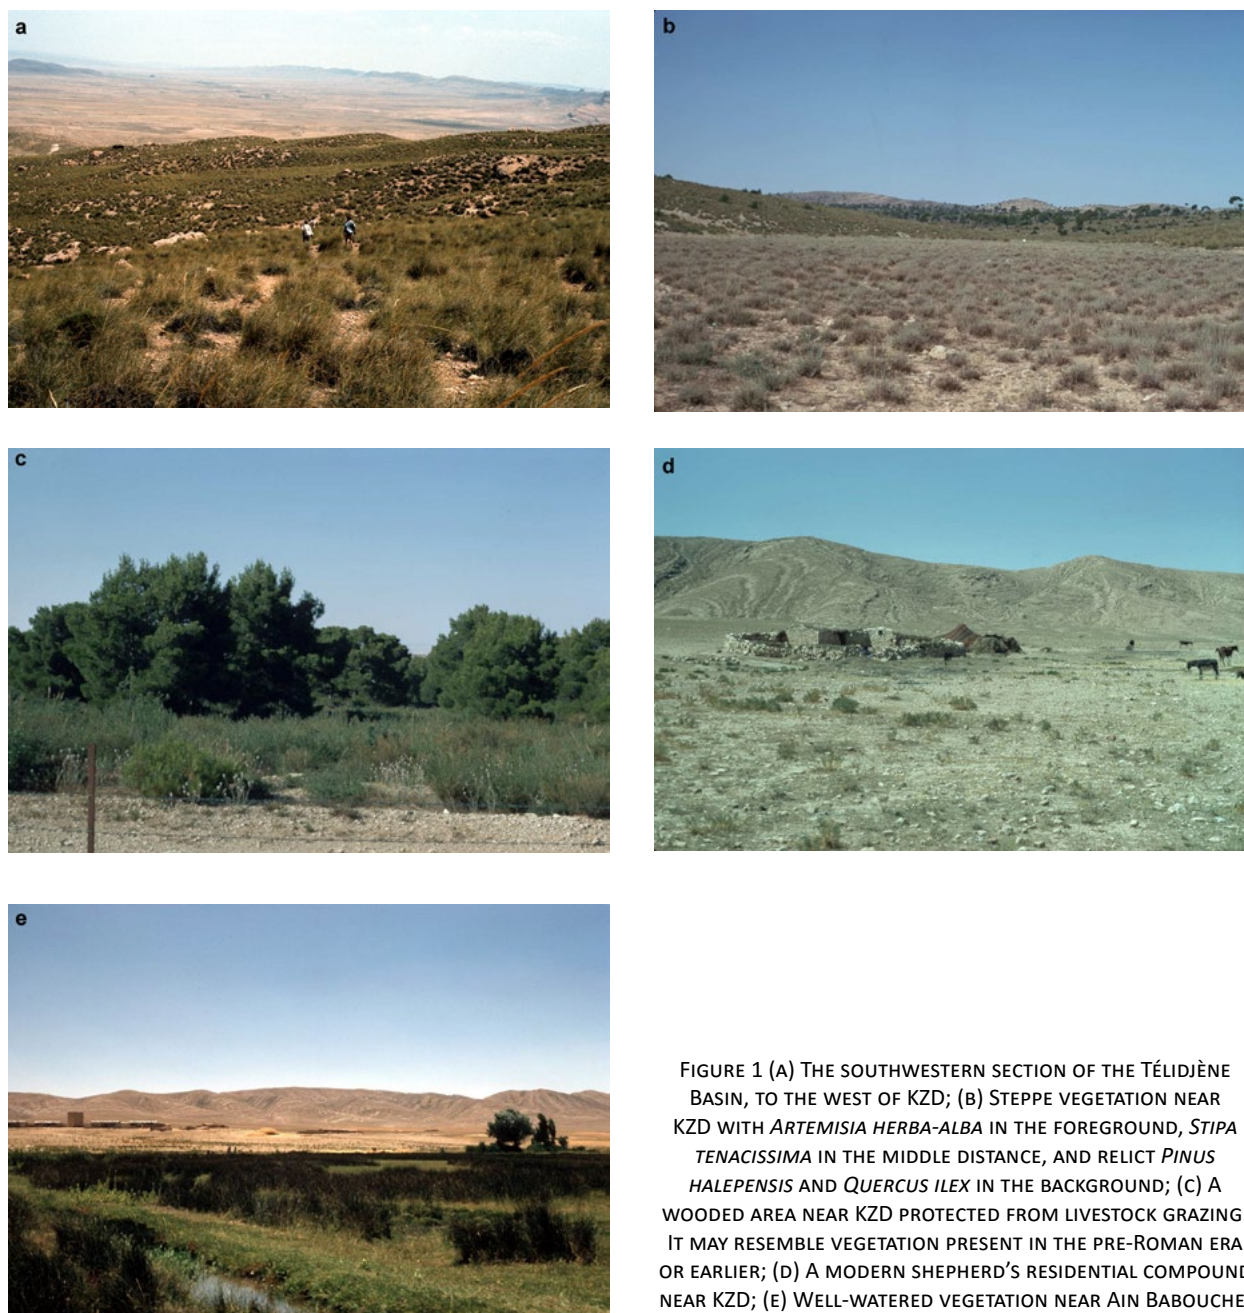 a
b
c
d
e
FIGURE 1 (A) THE SOUTHWESTERN SECTION OF THE TÉLIDJÈNE
BASIN, TO THE WEST OF KZD; (B) STEPPE VEGETATION NEAR
KZD WITH ARTEMISIA HERBA-ALBA IN THE FOREGROUND, STIPA
TENACISSIMA IN THE MIDDLE DISTANCE, AND RELICT PINUS
HALEPENSIS AND QUERCUS ILEX IN THE BACKGROUND; (C) A
WOODED AREA NEAR KZD PROTECTED FROM LIVESTOCK GRAZING
IT MAY RESEMBLE VEGETATION PRESENT IN THE PRE-ROMAN ERA
OR EARLIER; (D) A MODERN SHEPHERD'S RESIDENTIAL COMPOUND
NEAR KZD; (E) WELL-WATERED VEGETATION NEAR AIN BABOUCHE